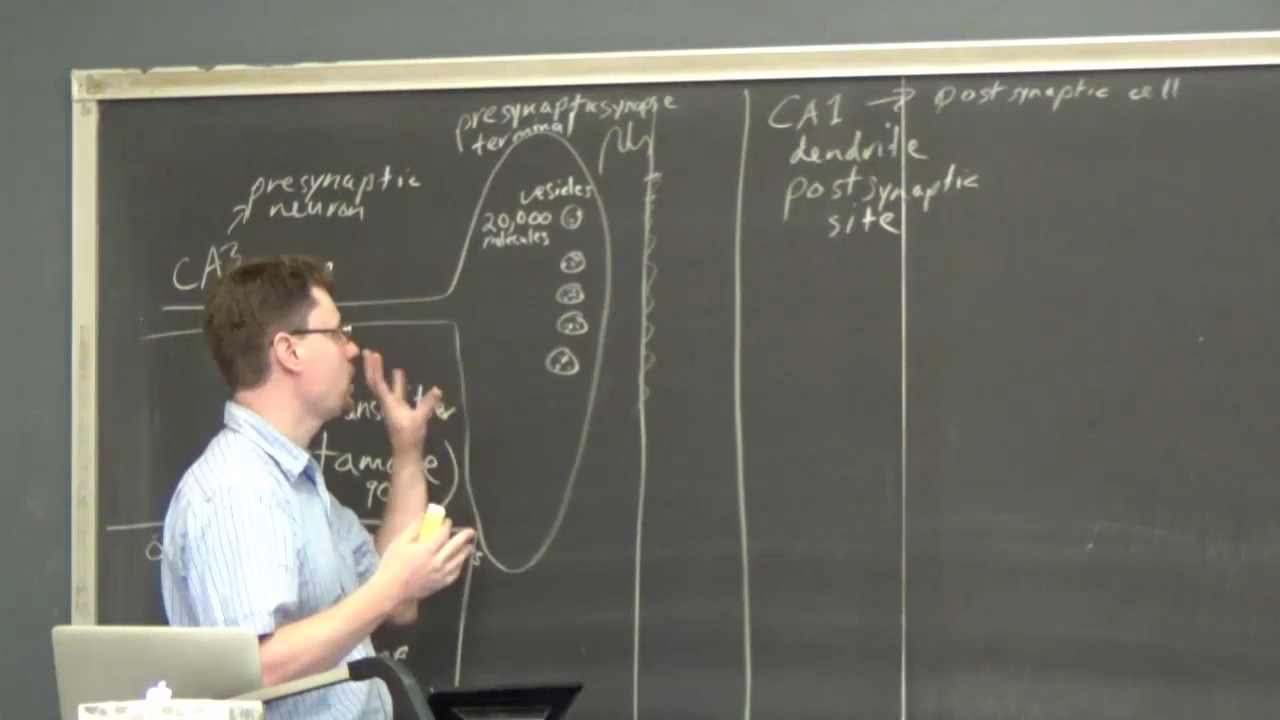 presynaptic
neuron
CA3
presynaptic
terminal
synapse
vesicles
20,000
molecules
CA1 → postsynaptic cell
dendrite
postsynaptic
site